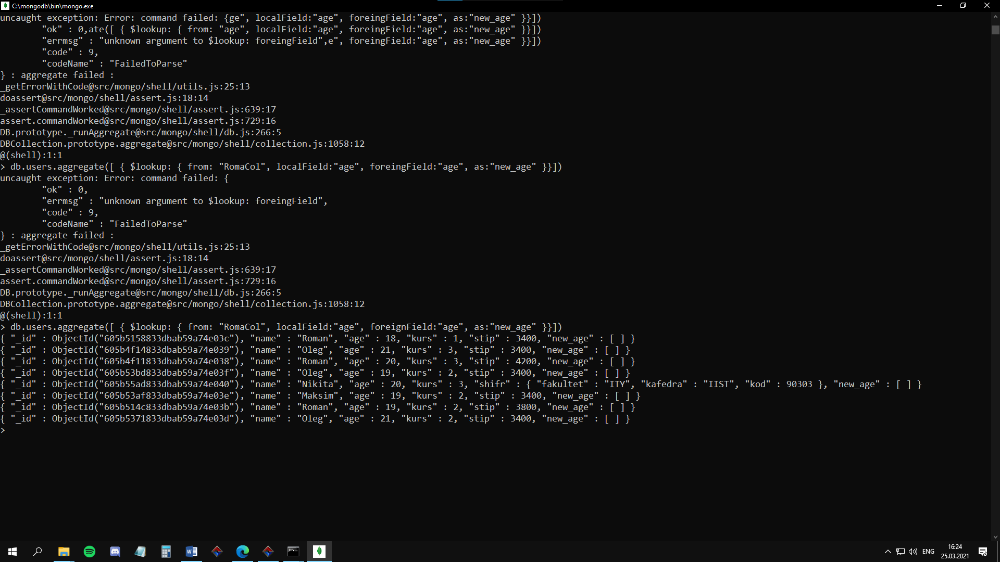 C:\mongodb\bin\mongo.exe
uncaught exception: Error: command failed: {ge", localField:"age", foreingField:"age", as:"new_age" }}])
        "ok" : 0,ate([ { $lookup: { from: "age", localField:"age", foreingField:"age", as:"new_age" }}])
        "errmsg" : "unknown argument to $lookup: foreingField",e", foreingField:"age", as:"new_age" }}])
        "code" : 9,
        "codeName" : "FailedToParse"
} : aggregate failed :
_getErrorWithCode@src/mongo/shell/utils.js:25:13
doassert@src/mongo/shell/assert.js:18:14
_assertCommandWorked@src/mongo/shell/assert.js:639:17
assert.commandWorked@src/mongo/shell/assert.js:729:16
DB.prototype._runAggregate@src/mongo/shell/db.js:266:5
DBCollection.prototype.aggregate@src/mongo/shell/collection.js:1058:12
@(shell):1:1
> db.users.aggregate([ { $lookup: { from: "RomaCol", localField:"age", foreingField:"age", as:"new_age" }}])
uncaught exception: Error: command failed: {
        "ok" : 0,
        "errmsg" : "unknown argument to $lookup: foreingField",
        "code" : 9,
        "codeName" : "FailedToParse"
} : aggregate failed :
_getErrorWithCode@src/mongo/shell/utils.js:25:13
doassert@src/mongo/shell/assert.js:18:14
_assertCommandWorked@src/mongo/shell/assert.js:639:17
assert.commandWorked@src/mongo/shell/assert.js:729:16
DB.prototype._runAggregate@src/mongo/shell/db.js:266:5
DBCollection.prototype.aggregate@src/mongo/shell/collection.js:1058:12
@(shell):1:1
> db.users.aggregate([ { $lookup: { from: "RomaCol", localField:"age", foreignField:"age", as:"new_age" }}])
{ "_id" : ObjectId("605b5158833dbab59a74e03c"), "name" : "Roman", "age" : 18, "kurs" : 1, "stip" : 3400, "new_age" : [ ] }
{ "_id" : ObjectId("605b4f14833dbab59a74e039"), "name" : "Oleg", "age" : 21, "kurs" : 3, "stip" : 3400, "new_age" : [ ] }
{ "_id" : ObjectId("605b4f11833dbab59a74e038"), "name" : "Roman", "age" : 20, "kurs" : 3, "stip" : 4200, "new_age" : [ ] }
{ "_id" : ObjectId("605b53bd833dbab59a74e03f"), "name" : "Oleg", "age" : 19, "kurs" : 2, "stip" : 3400, "new_age" : [ ] }
{ "_id" : ObjectId("605b55ad833dbab59a74e040"), "name" : "Nikita", "age" : 20, "kurs" : 3, "shifr" : { "fakultet" : "ITY", "kafedra" : "IIST", "kod" : 90303 }, "new_age" : [ ] }
{ "_id" : ObjectId("605b53af833dbab59a74e03e"), "name" : "Maksim", "age" : 19, "kurs" : 2, "stip" : 3400, "new_age" : [ ] }
{ "_id" : ObjectId("605b514c833dbab59a74e03b"), "name" : "Roman", "age" : 19, "kurs" : 2, "stip" : 3800, "new_age" : [ ] }
{ "_id" : ObjectId("605b5371833dbab59a74e03d"), "name" : "Oleg", "age" : 21, "kurs" : 2, "stip" : 3400, "new_age" : [ ] }
>
ENG
16:24
25.03.2021